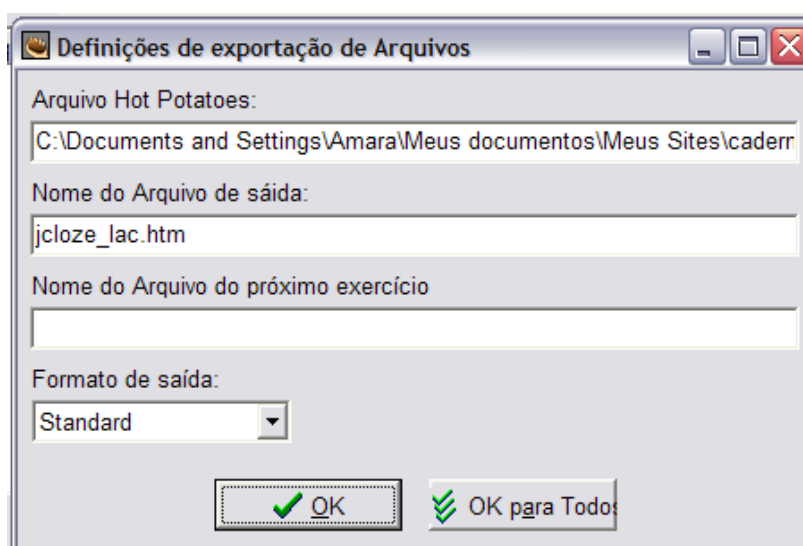 Definições de exportação de Arquivos
Arquivo Hot Potatoes:
C:\Documents and Settings\Amara\Meus documentos\Meus Sites\cadern
Nome do Arquivo de sáida:
jcloze_lac.htm
Nome do Arquivo do próximo exercício
Formato de saída:
Standard
OK OK para Todos